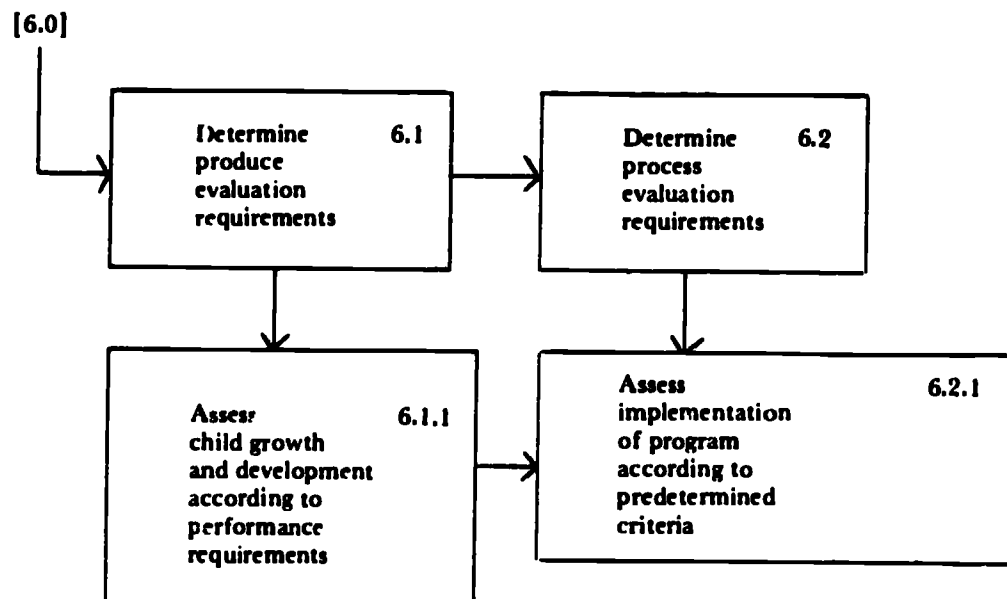 [6.0]
Determine 6.1
produce
evaluation
requirements
Determine 6.2
process
evaluation
requirements
Assess 6.1.1
child growth
and development
according to
performance
requirements
Assess 6.2.1
implementation
of program
according to
predetermined
criteria